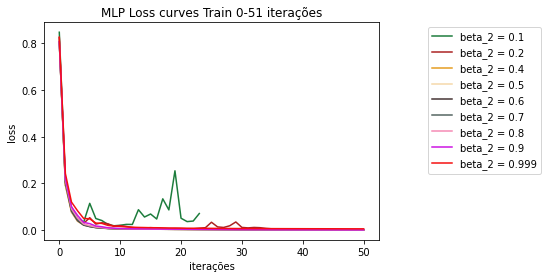 MLP Loss curves Train 0-51 iterações
loss
0.8
0.6
0.4
0.2
0.0
0
10
20
30
40
50
iterações
beta_2 = 0.1
beta_2 = 0.2
beta_2 = 0.4
beta_2 = 0.5
beta_2 = 0.6
beta_2 = 0.7
beta_2 = 0.8
beta_2 = 0.9
beta_2 = 0.999